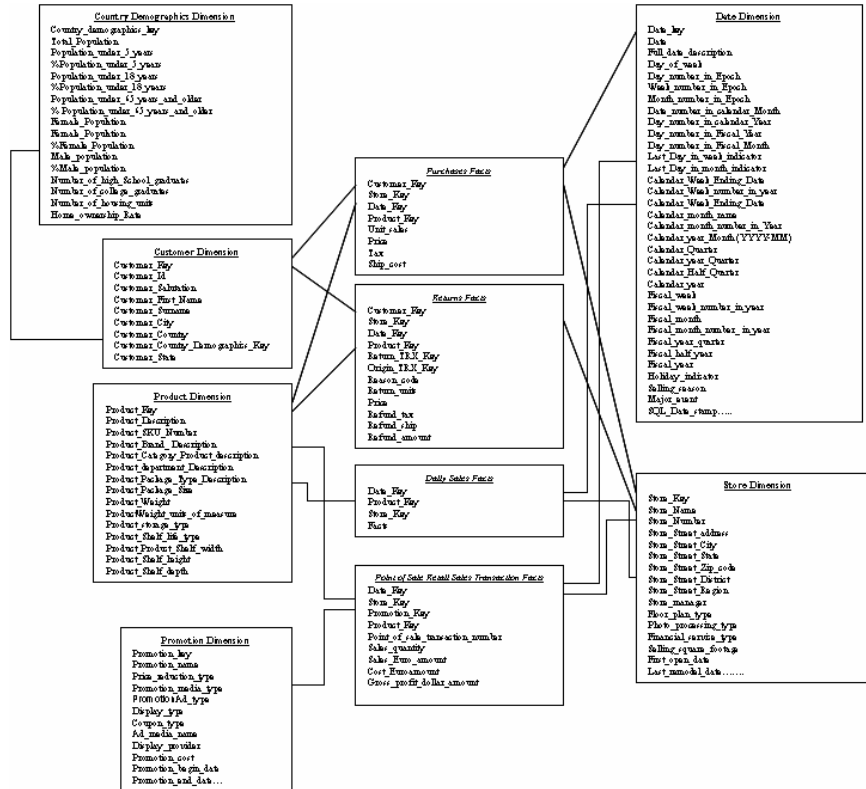 Country Demographics Dimension
Country_demographics_key
Total_Population
Population_under_5_years
%Population_under_5_years
Population_under_18_years
%Population_under_18_years
Population_under_65_years_and_older
% Population_under_65_years_and_older
Female_Population
Female_Population
%Female_Population
Male_population
%Male_population
Number_of_high_School_graduates
Number_of_college_graduates
Number_of_housing_units
Home_ownership_Rate
Customer Dimension
Customer_Key
Customer_Id
Customer_Salutation
Customer_First_Name
Customer_Surname
Customer_City
Customer_County
Customer_Country_Demographics_Key
Customer_State
Product Dimension
Product_Key
Product_Description
Product_SKU_Number
Product_Brand_Description
Product_Category_Product_description
Product_department_Description
Product_Package_Type_Description
Product_Package_Size
Product_Weight
ProductWeight_units_of_measure
Product_storage_type
Product_Shelf_life_type
Product_Product_Shelf_width
Product_Shelf_height
Product_Shelf_depth
Promotion Dimension
Promotion_key
Promotion_name
Price_reduction_type
Promotion_media_type
PromotionAd_type
Display_type
Coupon_type
Ad_media_name
Display_provider
Promotion_cost
Promotion_begin_date
Promotion_end_date...
Purchases Facts
Customer_Key
Store_Key
Date_Key
Product_Key
Unit_sales
Price
Tax
Ship_cost
Returns Facts
Customer_Key
Store_Key
Date_Key
Product_Key
Return_TRX_Key
Origin_TRX_Key
Reason_code
Return_units
Price
Refund_tax
Refund_ship
Refund_amount
Daily Sales Facts
Date_Key
Product_Key
Store_Key
Facts
Point of Sale Retail Sales Transaction Facts
Date_Key
Store_Key
Promotion_Key
Product_Key
Point_of_sale_transaction_number
Sales_quantity
Sales_Euro_amount
Cost_Euroamount
Gross_profit_dollar_amount
Date Dimension
Date_key
Date
Full_date_description
Day_of_week
Day_number_in_Epoch
Week_number_in_Epoch
Month_number_in_Epoch
Date_number_in_calendar_Month
Day_number_in_calendar_Year
Day_number_in_Fiscal_Year
Day_number_in_Fiscal_Month
Last_Day_in_week_indicator
Last_Day_in_month_indicator
Calendar_Week_Ending_Date
Calendar_Week_number_in_year
Calendar_Week_Ending_Date
Calendar_month_name
Calendar_month_number_in_Year
Calendar_year_Month(YYYY-MM)
Calendar_Quarter
Calendar_year_Quarter
Calendar_Half_Quarter
Calendar_year
Fiscal_week
Fiscal_week_number_in_year
Fiscal_month
Fiscal_month_number_in_year
Fiscal_year_quarter
Fiscal_half_year
Fiscal_year
Holiday_indicator
Selling_season
Major_event
SQL_Date_stamp.....
Store Dimension
Store_Key
Store_Name
Store_Number
Store_Street_address
Store_Street_City
Store_Street_State
Store_Street_Zip_code
Store_Street_District
Store_Street_Region
Store_manager
Floor_plan_type
Photo_processing_type
Financial_service_type
Selling_square_footage
First_open_date
Last_remodel_date.......